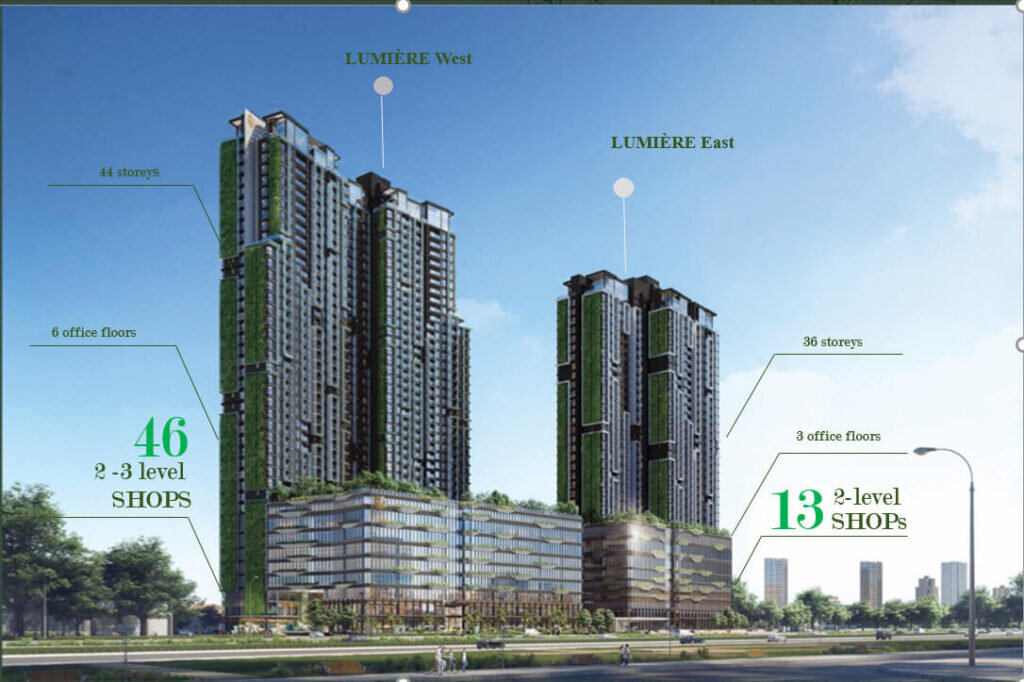 LUMIÈRE West
LUMIÈRE East
44 storeys
6 office floors
36 storeys
46
2 -3 level
SHOPS
3 office floors
13 2-level
SHOPs